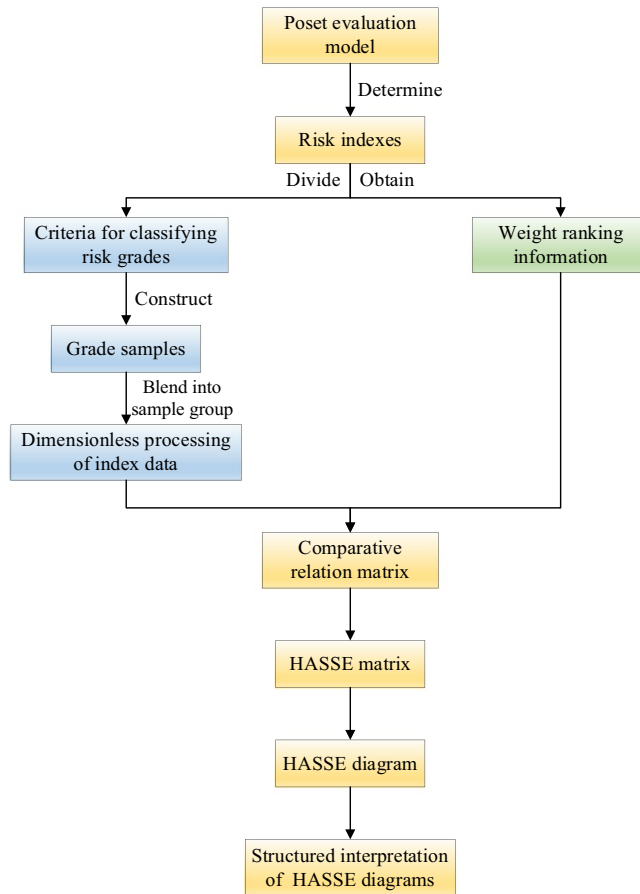 Poset evaluation
model
Determine
Risk indexes
Divide
Obtain
Criteria for classifying
risk grades
Weight ranking
information
Construct
Grade samples
Blend into
sample group
Dimensionless processing
of index data
Comparative
relation matrix
HASSE matrix
HASSE diagram
Structured interpretation
of HASSE diagrams